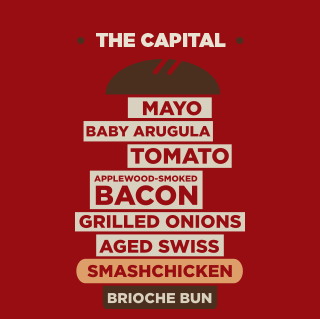 THE CAPITAL
MAYO
BABY ARUGULA
TOMATO
APPLEWOOD-SMOKED
BACON
GRILLED ONIONS
AGED SWISS
SMASHCHICKEN
BRIOCHE BUN